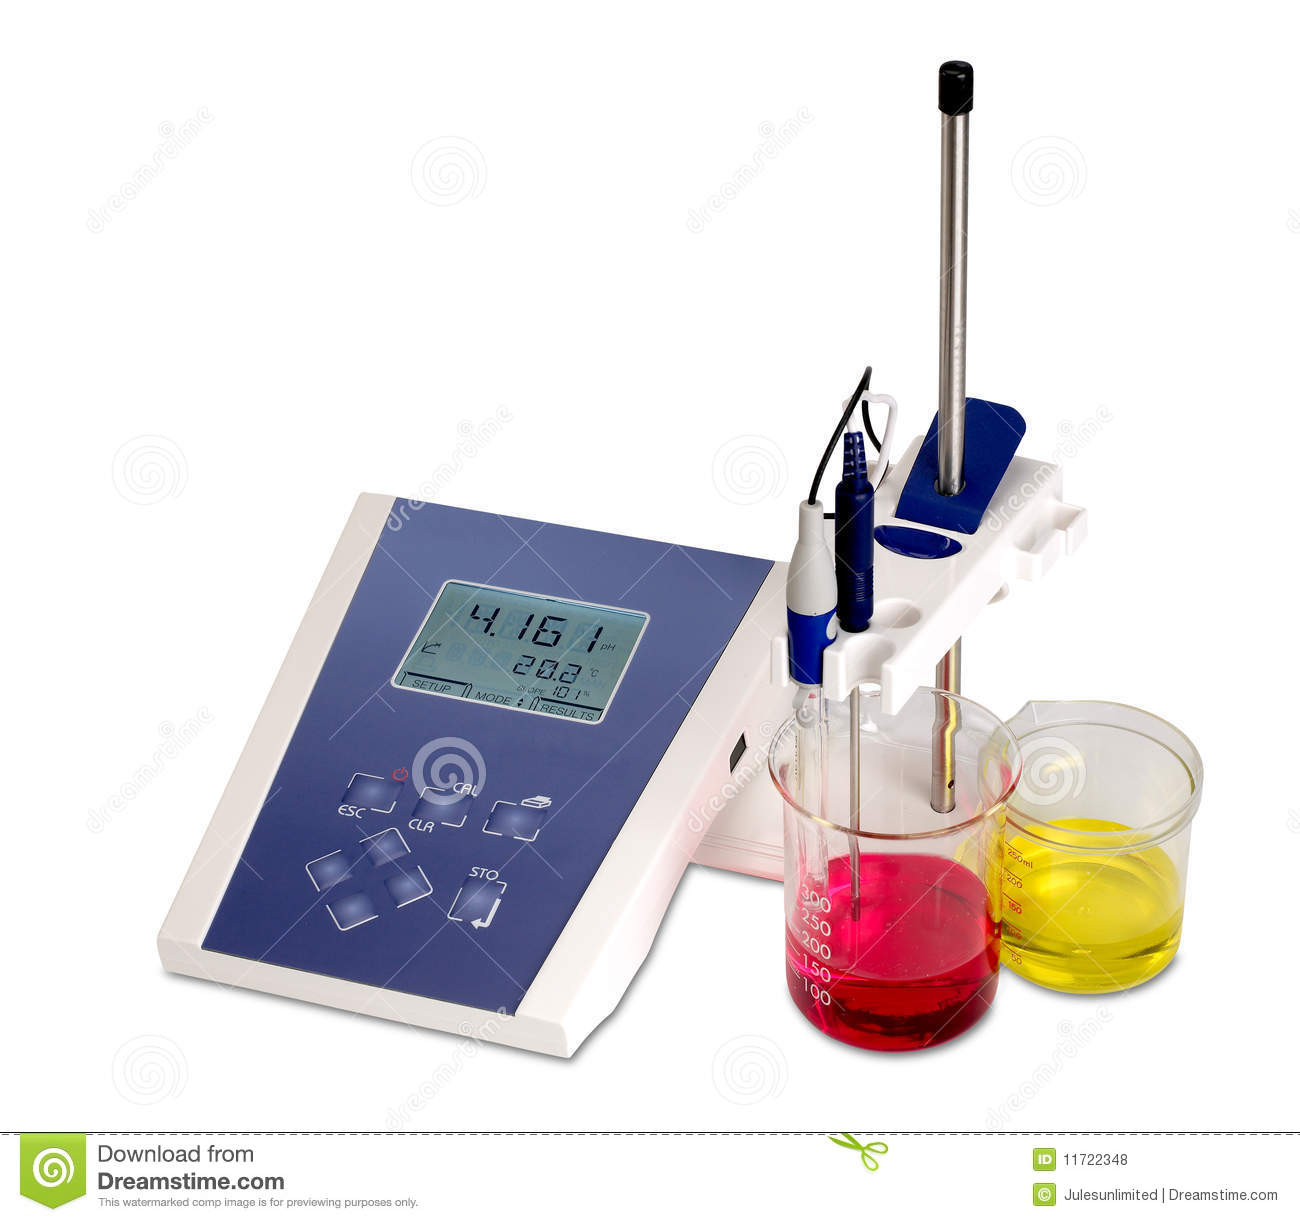 4.161 pH
20.2 °C
SLOPE 101 %
SETUP MODE RESULTS
ESC
CAL
CLR
STO
300
250
200
150
100
250ml
200
150
100
50
dreamstime
Download from
Dreamstime.com
This watermarked comp image is for previewing purposes only.
ID 11722348
© Julesunlimited | Dreamstime.com